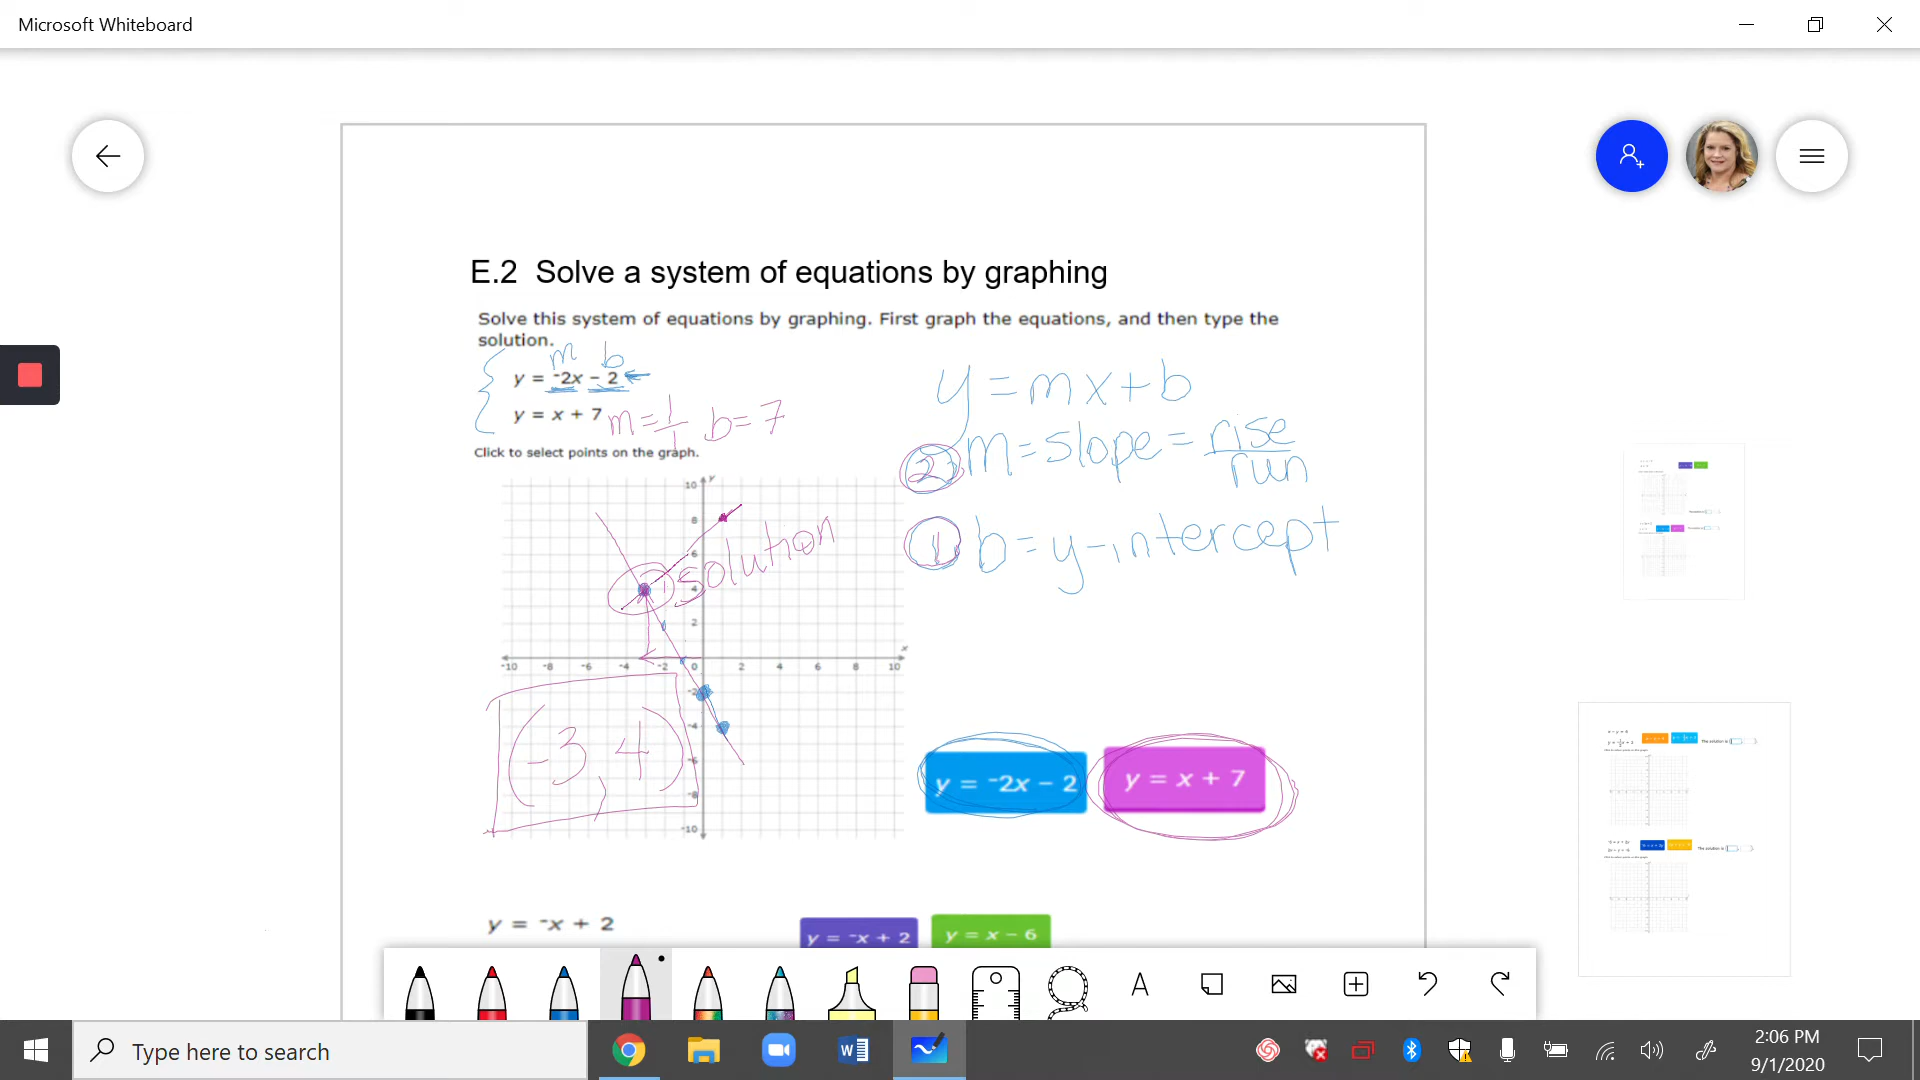 Microsoft Whiteboard
E.2 Solve a system of equations by graphing
Solve this system of equations by graphing. First graph the equations, and then type the
solution.
m b
y = -2x - 2
y = x + 7 m = 1/1 b = 7
y = mx + b
② m = slope = rise/run
① b = y-intercept
Click to select points on the graph.
y
10
8
6
4
2
x
-10 -8 -6 -4 -2 0 2 4 6 8 10
-2
-4
-6
-8
-10
solution
(-3, 4)
y = -2x - 2 y = x + 7
y = -x + 2
y = -x + 2 y = x - 6
Type here to search
2:06 PM
9/1/2020